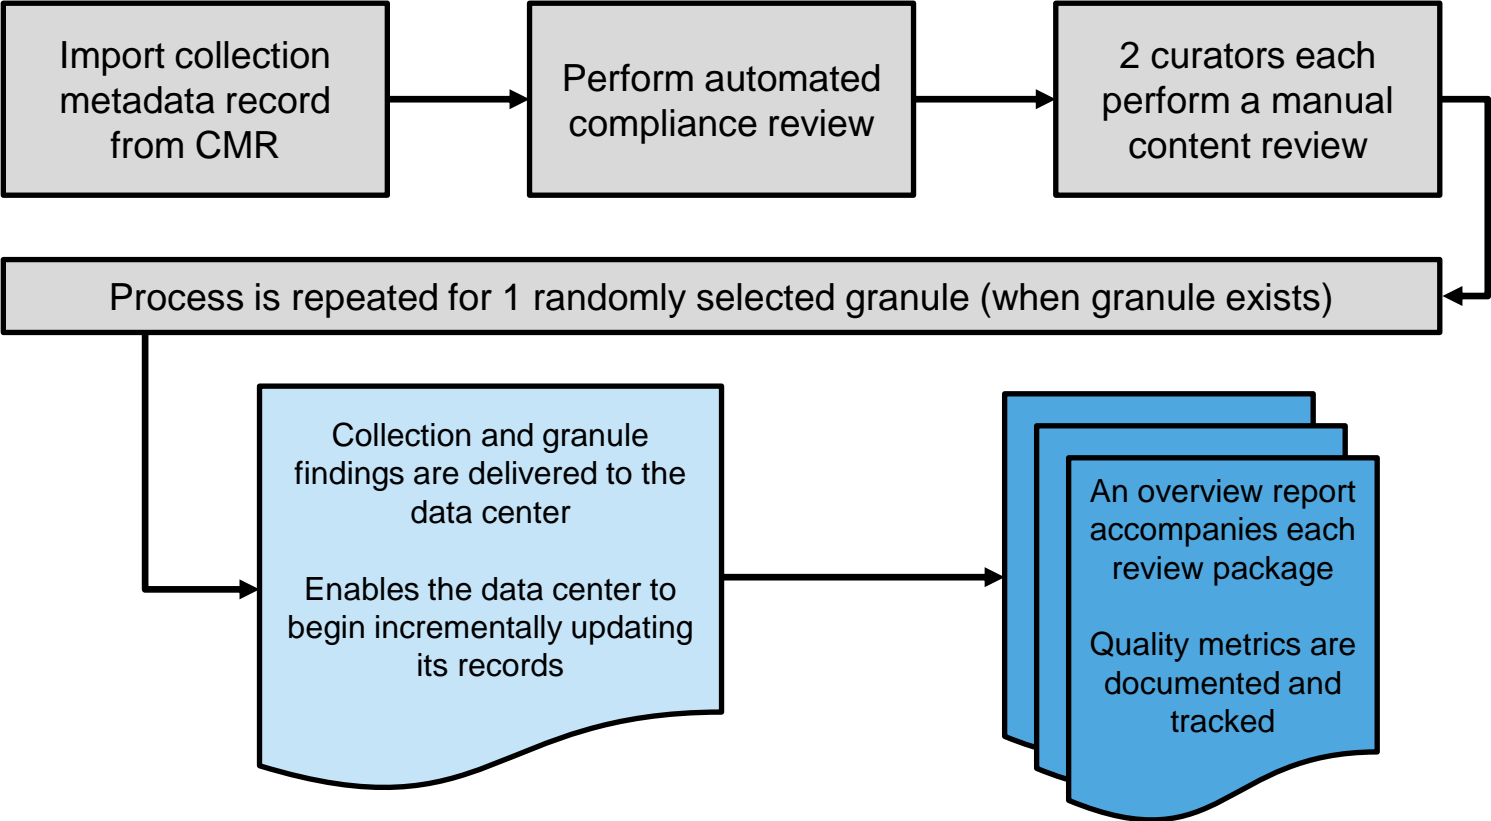 Import collection
metadata record
from CMR
Perform automated
compliance review
2 curators each
perform a manual
content review
Process is repeated for 1 randomly selected granule (when granule exists)
Collection and granule
findings are delivered to the
data center
Enables the data center to
begin incrementally updating
its records
An overview report
accompanies each
review package
Quality metrics are
documented and
tracked